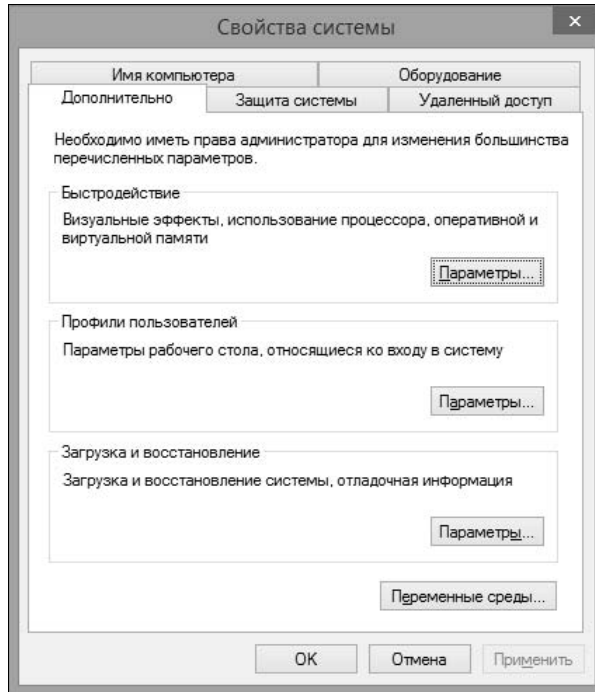 Свойства системы
×
Имя компьютера
Оборудование
Дополнительно
Защита системы
Удаленный доступ
Необходимо иметь права администратора для изменения большинства
перечисленных параметров.
Быстродействие
Визуальные эффекты, использование процессора, оперативной и
виртуальной памяти
Параметры...
Профили пользователей
Параметры рабочего стола, относящиеся ко входу в систему
Параметры...
Загрузка и восстановление
Загрузка и восстановление системы, отладочная информация
Параметры...
Переменные среды...
OK
Отмена
Применить